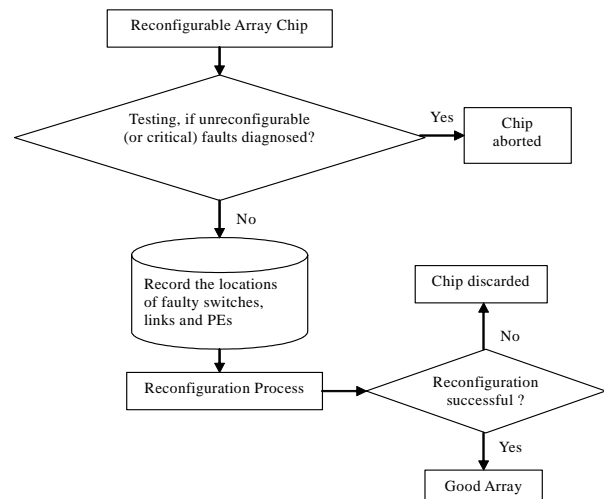 Reconfigurable Array Chip
Testing, if unreconfigurable
(or critical) faults diagnosed?
Yes
Chip
aborted
No
Record the locations
of faulty switches,
links and PEs
Chip discarded
No
Reconfiguration Process
Reconfiguration
successful ?
Yes
Good Array